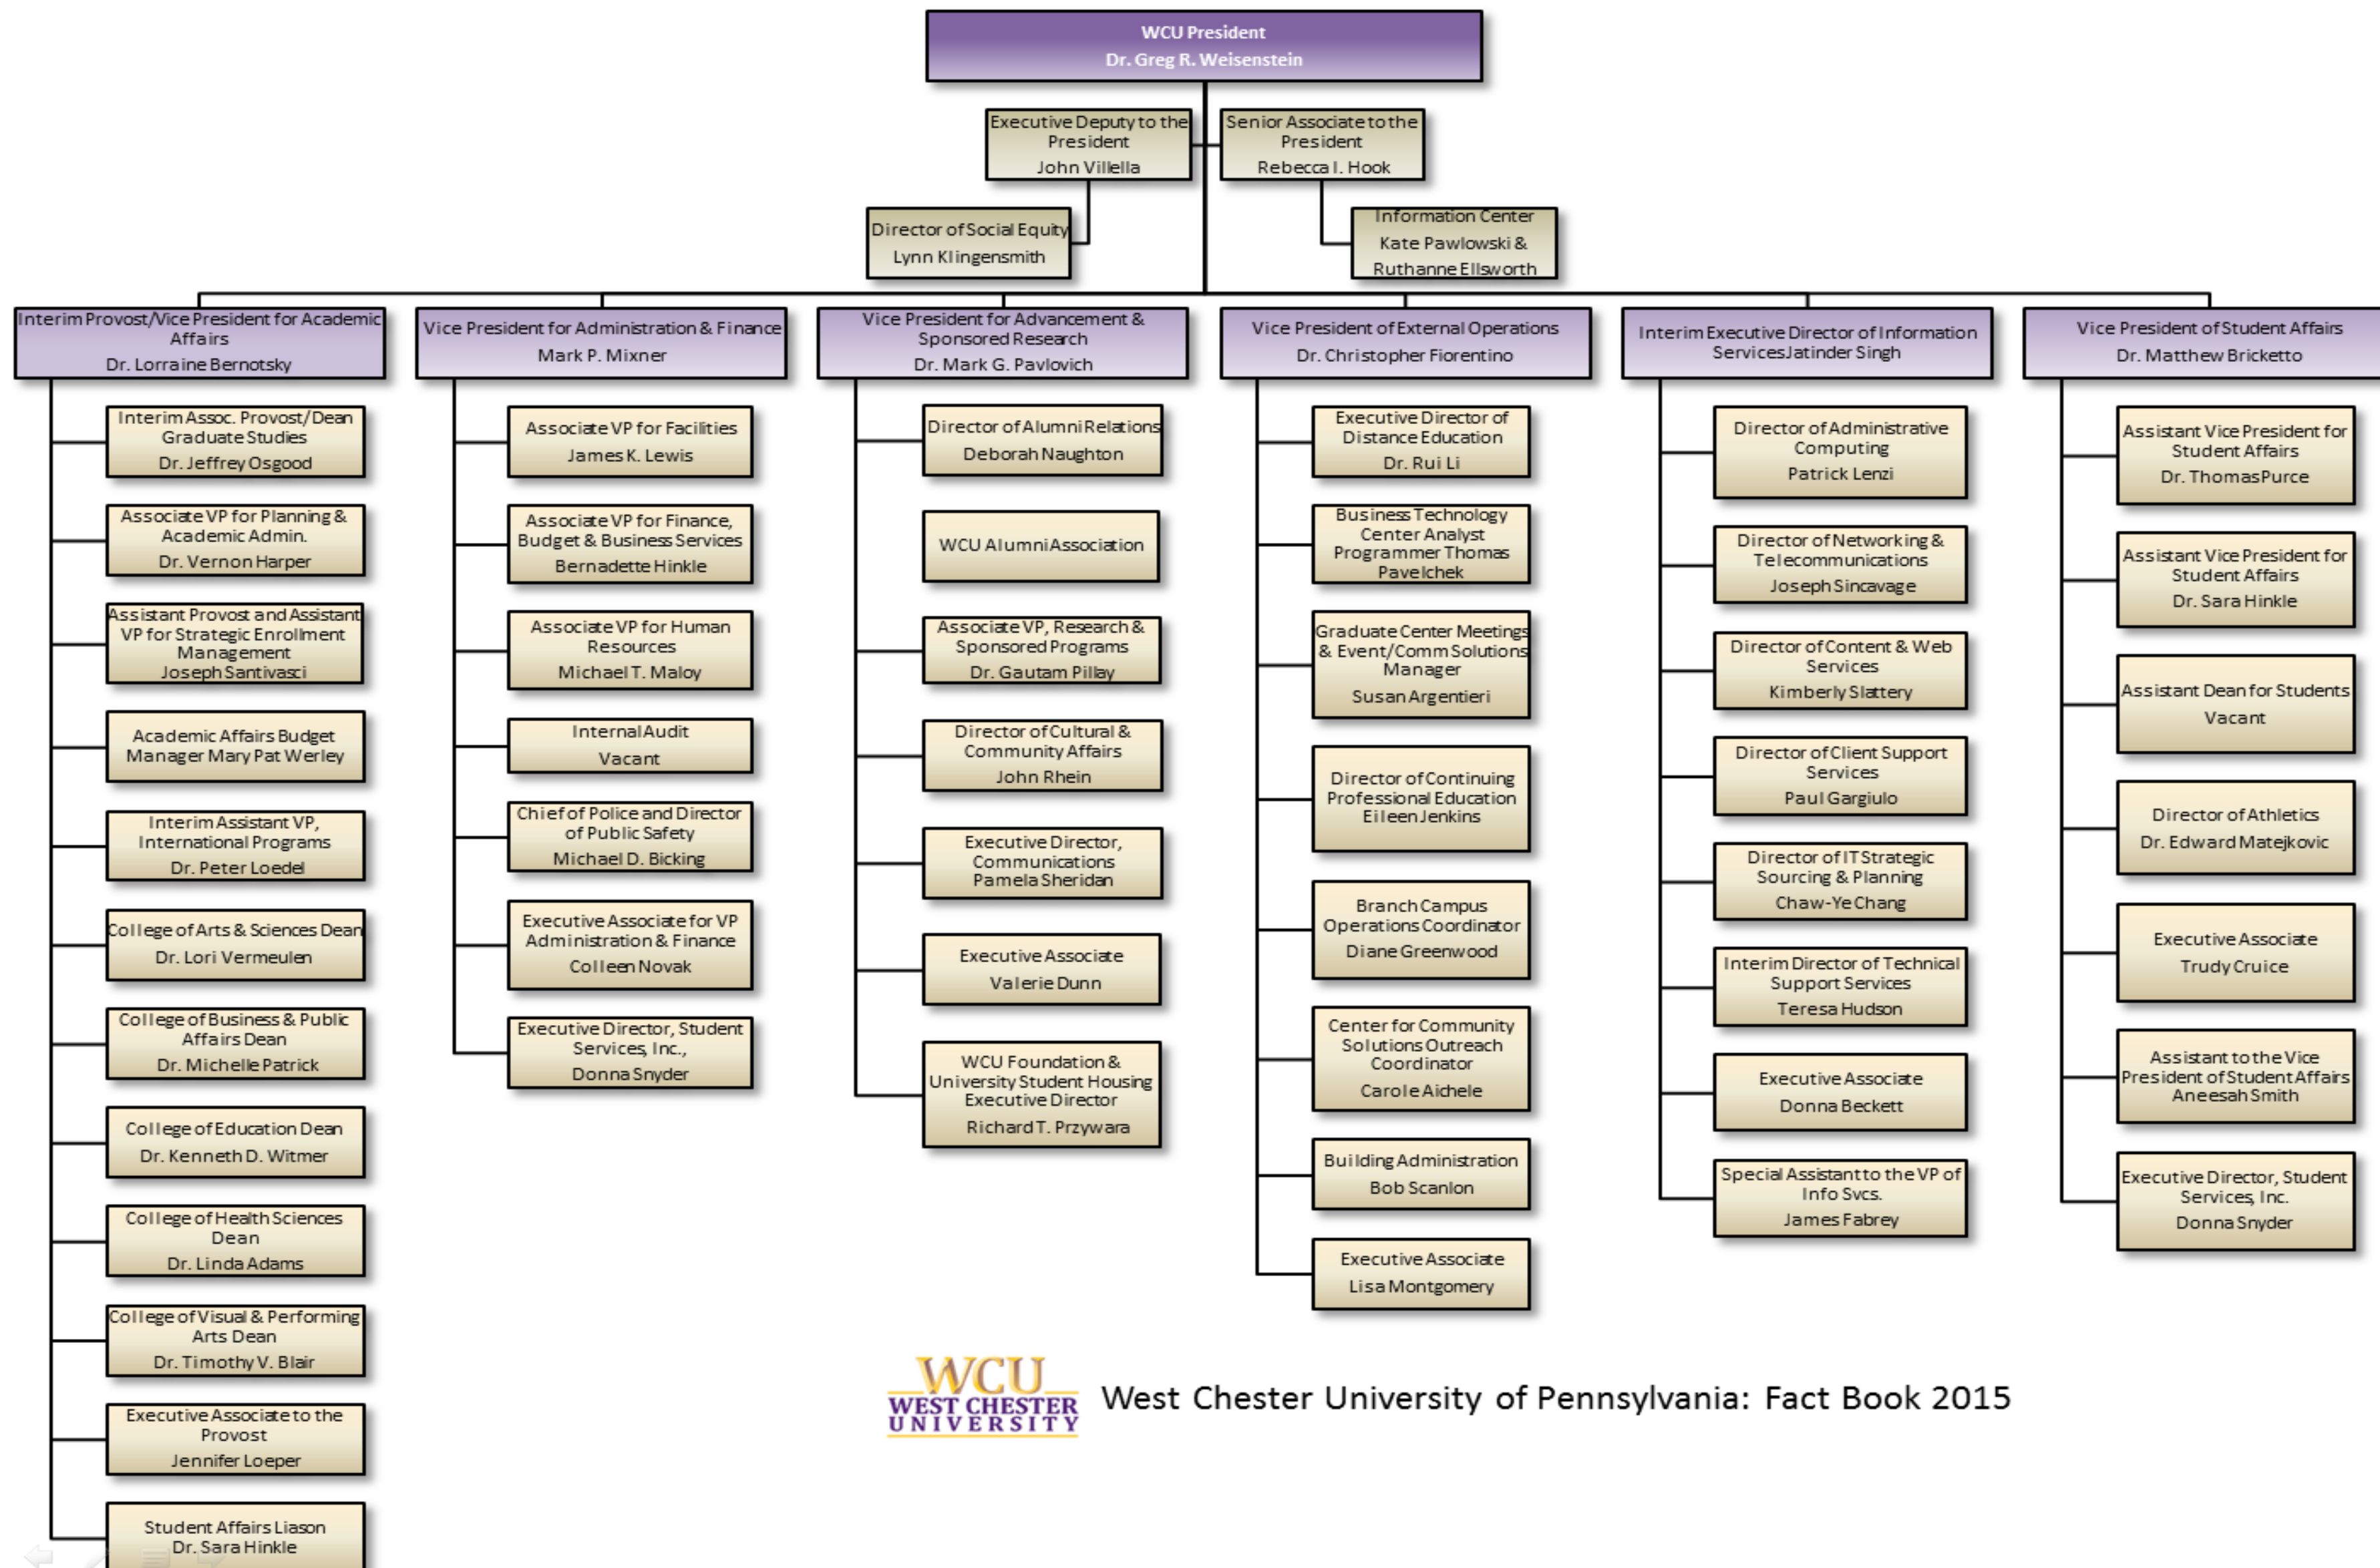 WCU President
Dr. Greg R. Weisenstein
Executive Deputy to the
President
John Villella
Senior Associate to the
President
Rebecca I. Hook
Director of Social Equity
Lynn Klingensmith
Information Center
Kate Pawlowski &
Ruthanne Ellsworth
Interim Provost/Vice President for Academic
Affairs
Dr. Lorraine Bernotsky
Interim Assoc. Provost/Dean
Graduate Studies
Dr. Jeffrey Osgood
Associate VP for Planning &
Academic Admin.
Dr. Vernon Harper
Assistant Provost and Assistant
VP for Strategic Enrollment
Management
Joseph Santivasci
Academic Affairs Budget
Manager Mary Pat Werley
Interim Assistant VP,
International Programs
Dr. Peter Loedel
College of Arts & Sciences Dean
Dr. Lori Vermeulen
College of Business & Public
Affairs Dean
Dr. Michelle Patrick
College of Education Dean
Dr. Kenneth D. Witmer
College of Health Sciences
Dean
Dr. Linda Adams
College of Visual & Performing
Arts Dean
Dr. Timothy V. Blair
Executive Associate to the
Provost
Jennifer Loeper
Student Affairs Liason
Dr. Sara Hinkle
Vice President for Administration & Finance
Mark P. Mixner
Associate VP for Facilities
James K. Lewis
Associate VP for Finance,
Budget & Business Services
Bernadette Hinkle
Associate VP for Human
Resources
Michael T. Maloy
Internal Audit
Vacant
Chief of Police and Director
of Public Safety
Michael D. Bicking
Executive Associate for VP
Administration & Finance
Colleen Novak
Executive Director, Student
Services, Inc.,
Donna Snyder
Vice President for Advancement &
Sponsored Research
Dr. Mark G. Pavlovich
Director of Alumni Relations
Deborah Naughton
WCU Alumni Association
Associate VP, Research &
Sponsored Programs
Dr. Gautam Pillay
Director of Cultural &
Community Affairs
John Rhein
Executive Director,
Communications
Pamela Sheridan
Executive Associate
Valerie Dunn
WCU Foundation &
University Student Housing
Executive Director
Richard T. Przywara
Vice President of External Operations
Dr. Christopher Fiorentino
Executive Director of
Distance Education
Dr. Rui Li
Business Technology
Center Analyst
Programmer Thomas
Pavelchek
Graduate Center Meetings
& Event/Comm Solutions
Manager
Susan Argentieri
Director of Continuing
Professional Education
Eileen Jenkins
Branch Campus
Operations Coordinator
Diane Greenwood
Center for Community
Solutions Outreach
Coordinator
Carole Aichele
Building Administration
Bob Scanlon
Executive Associate
Lisa Montgomery
Interim Executive Director of Information
Services Jatinder Singh
Director of Administrative
Computing
Patrick Lenzi
Director of Networking &
Telecommunications
Joseph Sincavage
Director of Content & Web
Services
Kimberly Slattery
Director of Client Support
Services
Paul Gargiulo
Director of IT Strategic
Sourcing & Planning
Chaw-Ye Chang
Interim Director of Technical
Support Services
Teresa Hudson
Executive Associate
Donna Beckett
Special Assistant to the VP of
Info Svcs.
James Fabrey
Vice President of Student Affairs
Dr. Matthew Bricketto
Assistant Vice President for
Student Affairs
Dr. Thomas Purce
Assistant Vice President for
Student Affairs
Dr. Sara Hinkle
Assistant Dean for Students
Vacant
Director of Athletics
Dr. Edward Matejkovic
Executive Associate
Trudy Cruice
Assistant to the Vice
President of Student Affairs
Aneesah Smith
Executive Director, Student
Services, Inc.
Donna Snyder
WCU
WEST CHESTER
UNIVERSITY
West Chester University of Pennsylvania: Fact Book 2015